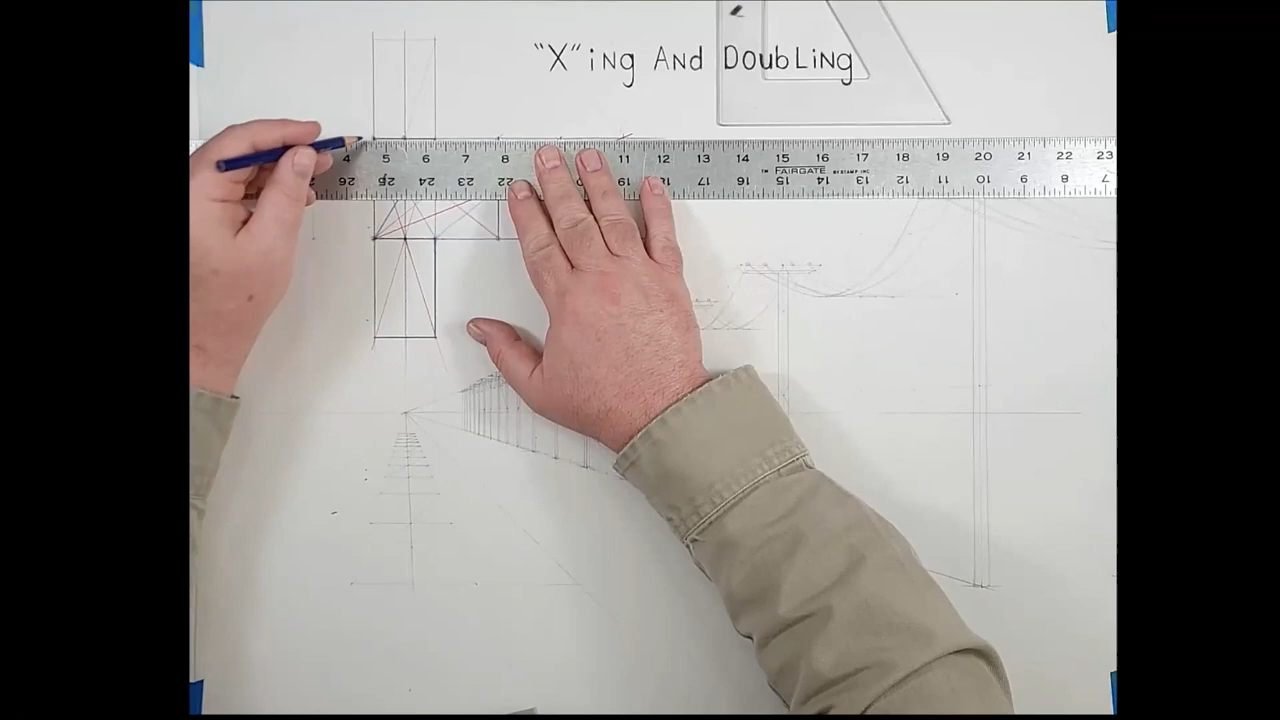 "X"ing And DoubLing
4 5 6 7 8 11 12 13 14 15 16 17 18 19 20 21 22 23
™ FAIRGATE
26 25 24 23 22 19 18 17 16 15 14 13 12 11 10 9 8 7